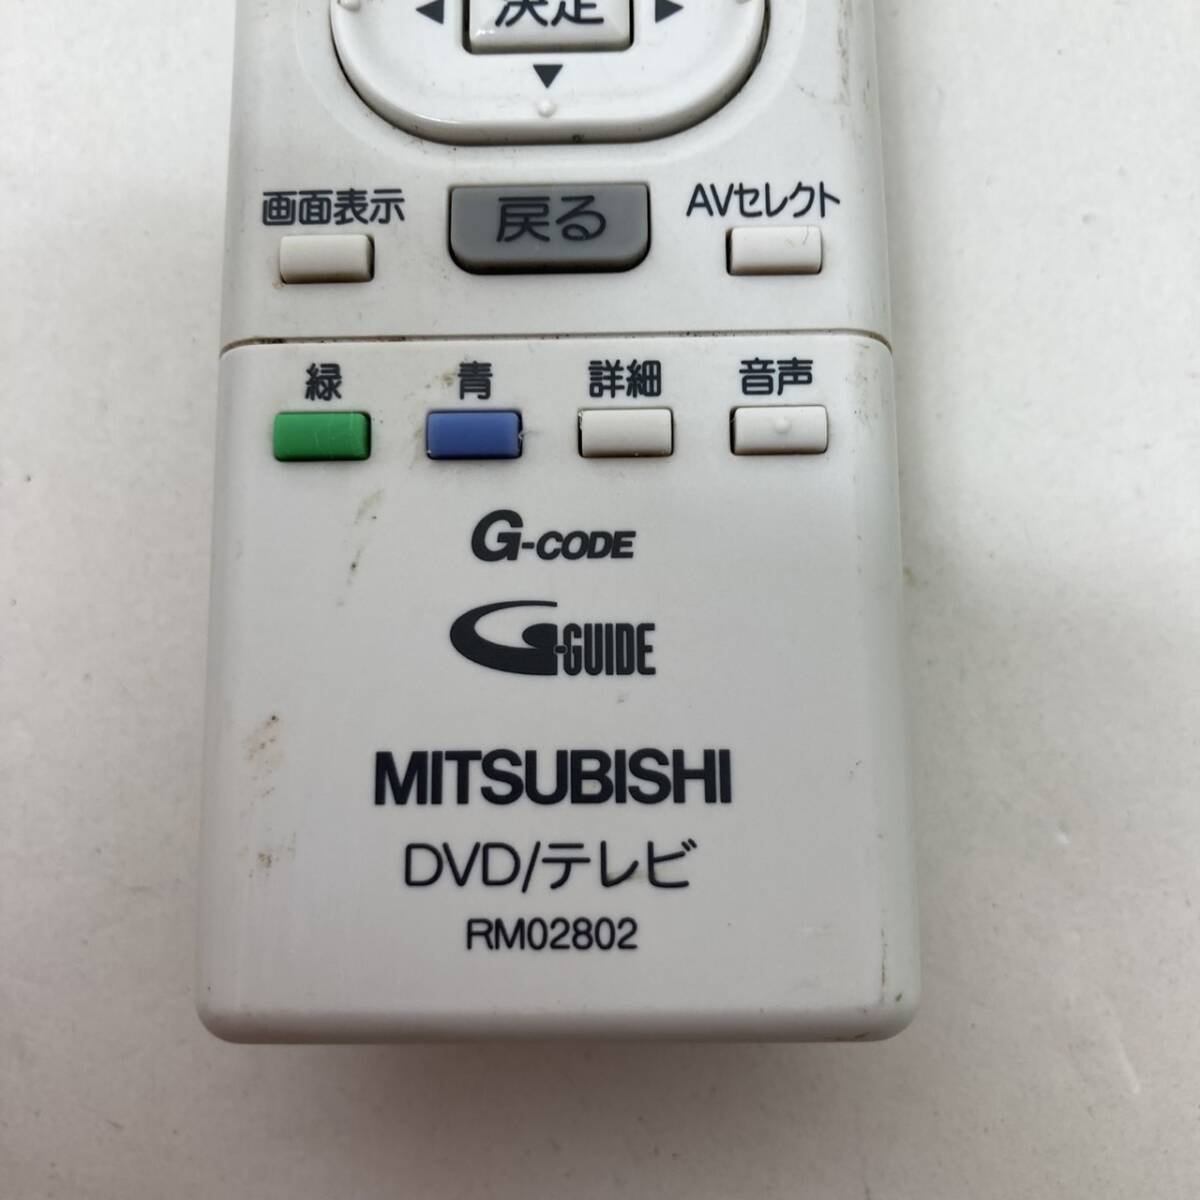 決定
画面表示
戻る
AVセレクト
緑
青
詳細
音声
G-CODE
G-GUIDE
MITSUBISHI
DVD/テレビ
RM02802